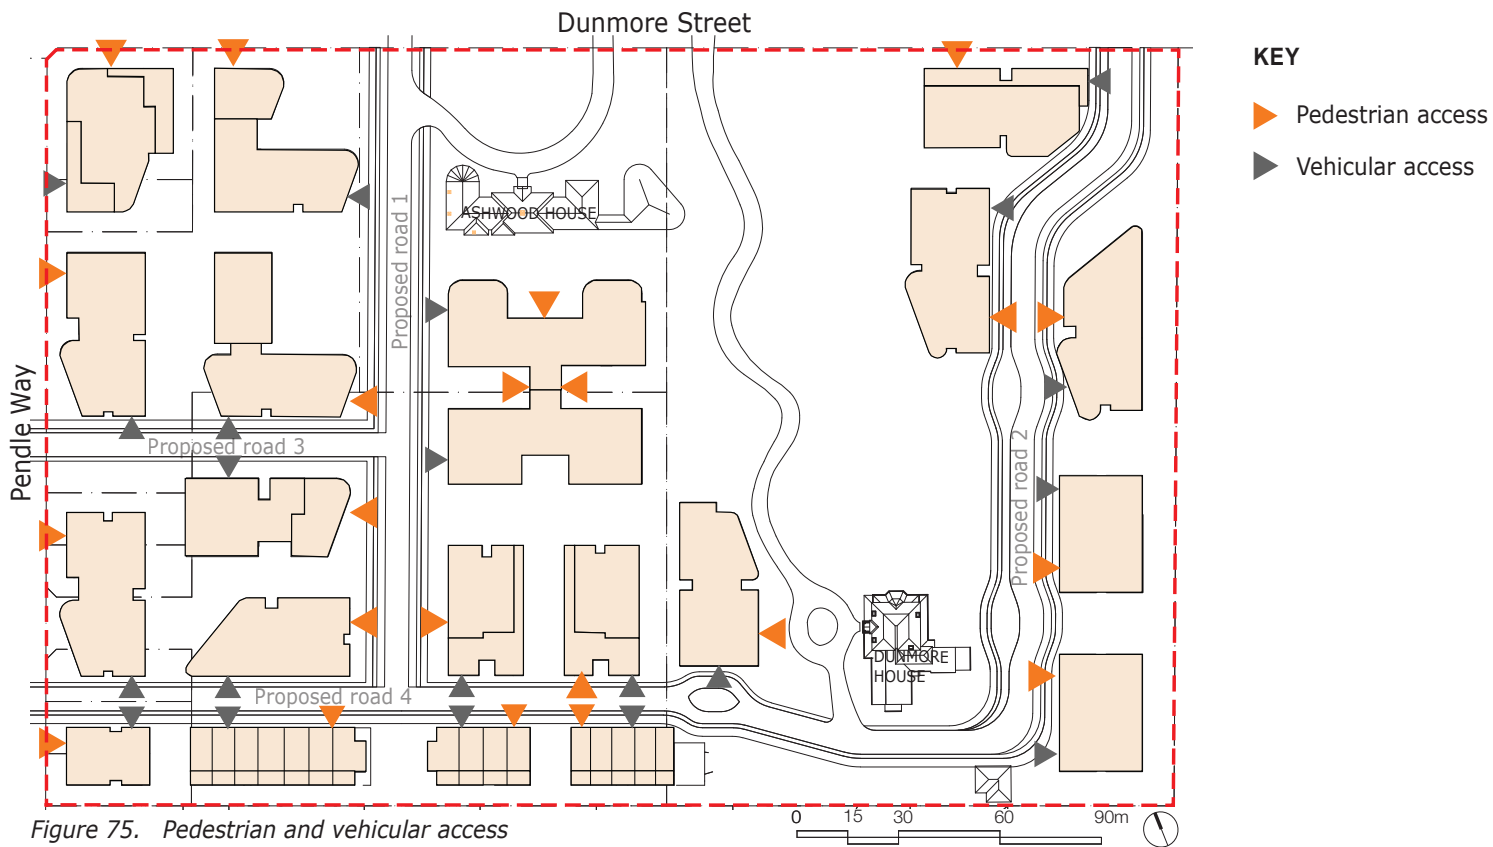 Dunmore Street
KEY
Pedestrian access
Vehicular access
ASHWOOD HOUSE
Proposed road 1
Pendle Way
Proposed road 3
Proposed road 2
DUNMORE
HOUSE
Proposed road 4
Figure 75. Pedestrian and vehicular access
0 15 30 60 90m